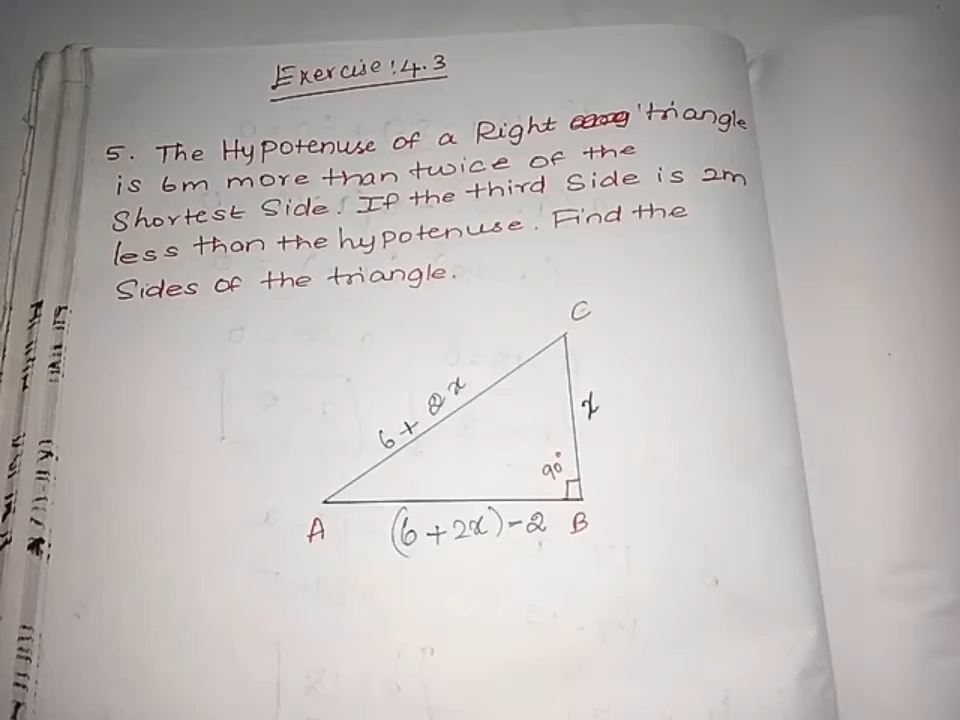 Exercise:4.3
5. The Hypotenuse of a Right triangle
is 6m more than twice of the
Shortest Side. If the third Side is 2m
less than the hypotenuse. Find the
Sides of the triangle.
C
6+2x
x
90°
A
(6+2x)-2
B